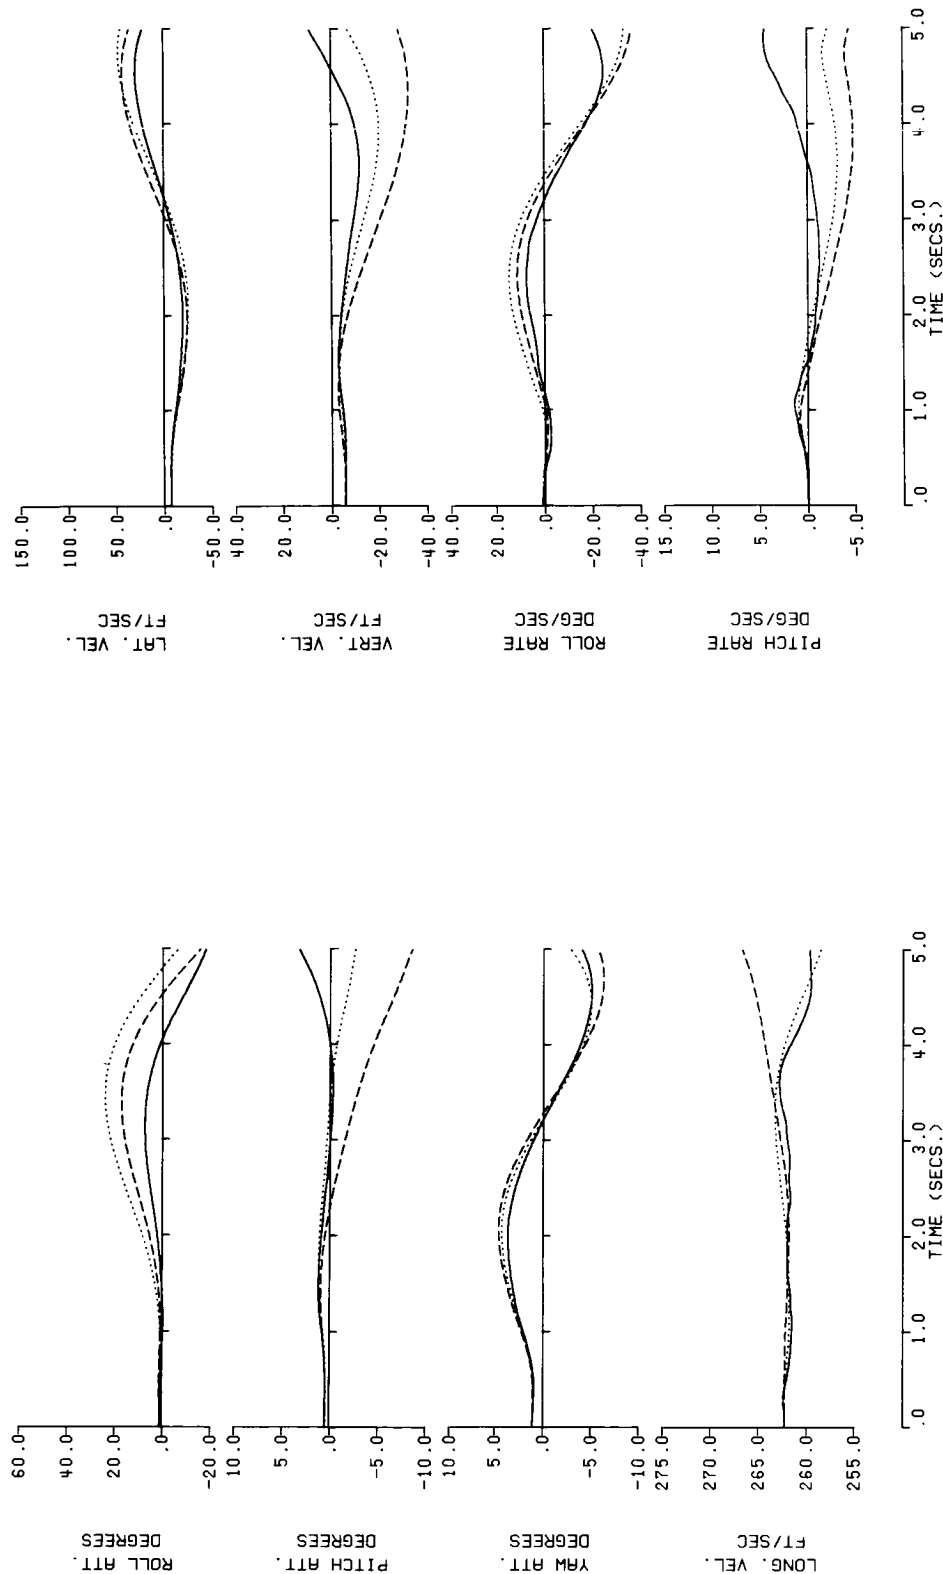 60.0
40.0
20.0
.0
-20.0
ROLL ATT.
DEGREES
10.0
5.0
.0
-5.0
-10.0
PITCH ATT.
DEGREES
10.0
5.0
.0
-5.0
-10.0
YAW ATT.
DEGREES
275.0
270.0
265.0
260.0
255.0
LONG. VEL.
FT/SEC
.0
1.0
2.0
3.0
4.0
5.0
TIME (SECS.)
150.0
100.0
50.0
.0
-50.0
LAT. VEL.
FT/SEC
40.0
20.0
.0
-20.0
-40.0
VERT. VEL.
FT/SEC
40.0
20.0
.0
-20.0
-40.0
ROLL RATE
DEG/SEC
15.0
10.0
5.0
.0
-5.0
PITCH RATE
DEG/SEC
.0
1.0
2.0
3.0
4.0
5.0
TIME (SECS.)